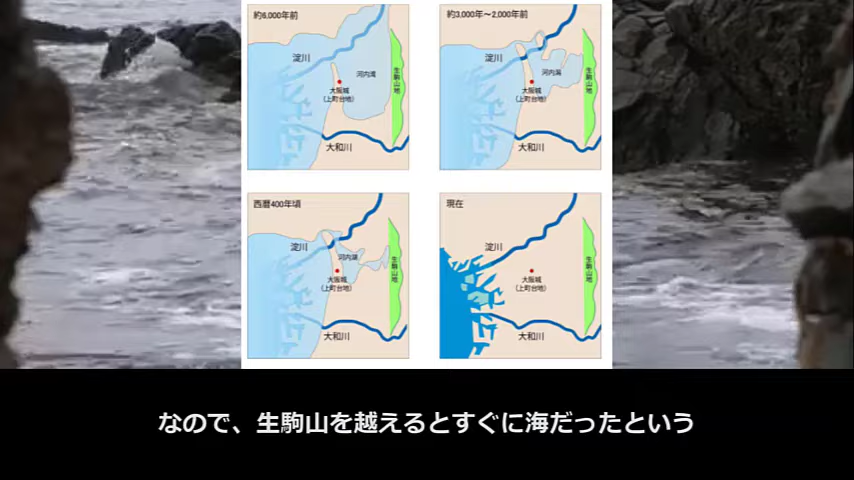 約6,000年前
淀川
河内湾
生駒山地
大阪城
(上町台地)
大和川
約3,000年～2,000年前
淀川
河内潟
生駒山地
大阪城
(上町台地)
大和川
西暦400年頃
淀川
河内湖
生駒山地
大阪城
(上町台地)
大和川
現在
淀川
生駒山地
大阪城
(上町台地)
大和川
なので、生駒山を越えるとすぐに海だったという